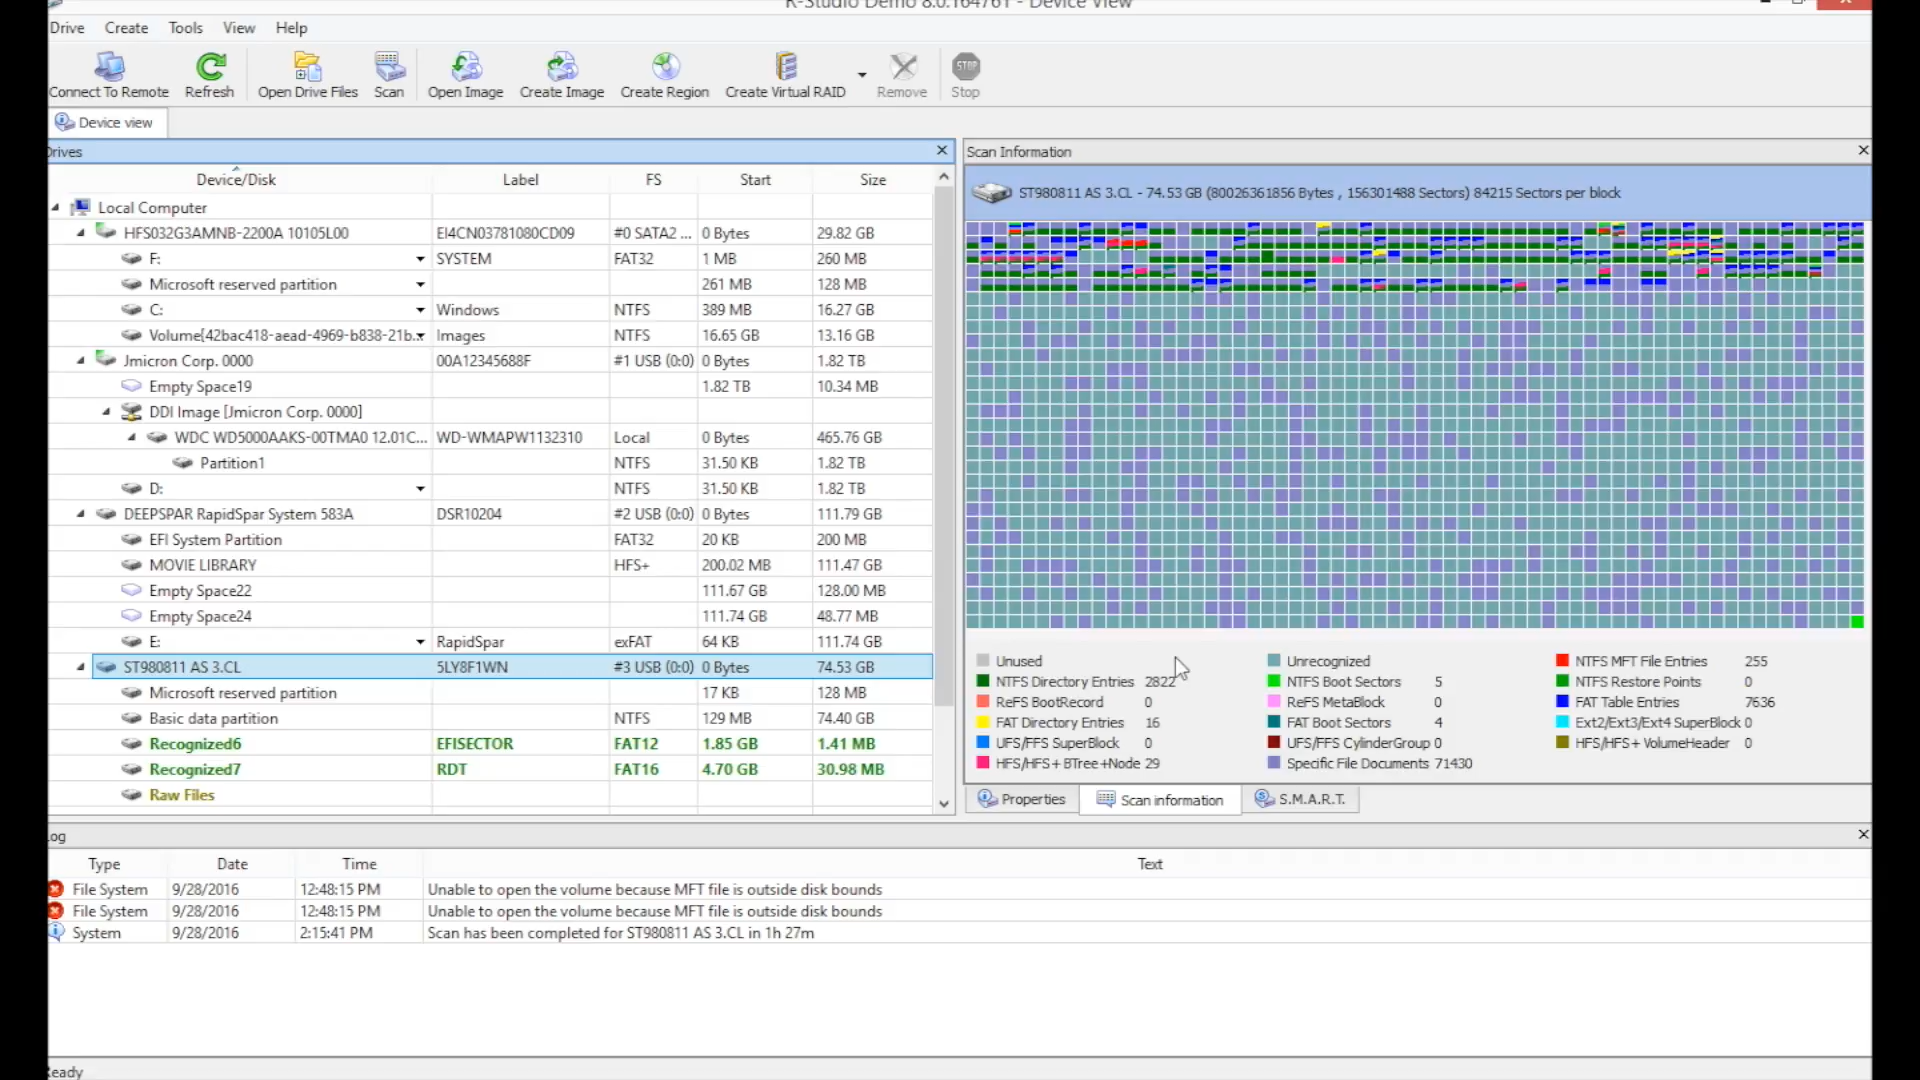 R-Studio Demo 8.0.164761 - Device View
Drive Create Tools View Help
Connect To Remote Refresh Open Drive Files Scan Open Image Create Image Create Region Create Virtual RAID Remove Stop
STOP
Device view
Drives
Device/Disk Label FS Start Size
Local Computer
HFS032G3AMNB-2200A 10105L00 EI4CN03781080CD09 #0 SATA2 ... 0 Bytes 29.82 GB
F: SYSTEM FAT32 1 MB 260 MB
Microsoft reserved partition 261 MB 128 MB
C: Windows NTFS 389 MB 16.27 GB
Volume{42bac418-aead-4969-b838-21b... Images NTFS 16.65 GB 13.16 GB
Jmicron Corp. 0000 00A12345688F #1 USB (0:0) 0 Bytes 1.82 TB
Empty Space19 1.82 TB 10.34 MB
DDI Image [Jmicron Corp. 0000]
WDC WD5000AAKS-00TMA0 12.01C... WD-WMAPW1132310 Local 0 Bytes 465.76 GB
Partition1 NTFS 31.50 KB 1.82 TB
D: NTFS 31.50 KB 1.82 TB
DEEPSPAR RapidSpar System 583A DSR10204 #2 USB (0:0) 0 Bytes 111.79 GB
EFI System Partition FAT32 20 KB 200 MB
MOVIE LIBRARY HFS+ 200.02 MB 111.47 GB
Empty Space22 111.67 GB 128.00 MB
Empty Space24 111.74 GB 48.77 MB
E: RapidSpar exFAT 64 KB 111.74 GB
ST980811 AS 3.CL 5LY8F1WN #3 USB (0:0) 0 Bytes 74.53 GB
Microsoft reserved partition 17 KB 128 MB
Basic data partition NTFS 129 MB 74.40 GB
Recognized6 EFISECTOR FAT12 1.85 GB 1.41 MB
Recognized7 RDT FAT16 4.70 GB 30.98 MB
Raw Files
Scan Information
ST980811 AS 3.CL - 74.53 GB (80026361856 Bytes , 156301488 Sectors) 84215 Sectors per block
Unused Unrecognized NTFS MFT File Entries 255
NTFS Directory Entries 2822 NTFS Boot Sectors 5 NTFS Restore Points 0
ReFS BootRecord 0 ReFS MetaBlock 0 FAT Table Entries 7636
FAT Directory Entries 16 FAT Boot Sectors 4 Ext2/Ext3/Ext4 SuperBlock 0
UFS/FFS SuperBlock 0 UFS/FFS CylinderGroup 0 HFS/HFS+ VolumeHeader 0
HFS/HFS+ BTree +Node 29 Specific File Documents 71430
Properties Scan information S.M.A.R.T.
Log
Type Date Time Text
File System 9/28/2016 12:48:15 PM Unable to open the volume because MFT file is outside disk bounds
File System 9/28/2016 12:48:15 PM Unable to open the volume because MFT file is outside disk bounds
System 9/28/2016 2:15:41 PM Scan has been completed for ST980811 AS 3.CL in 1h 27m
Ready